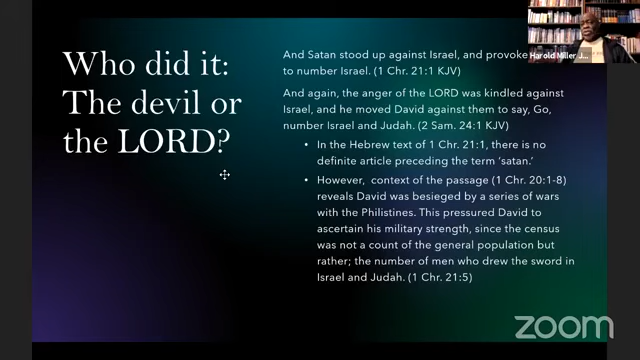 Who did it:
The devil or
the LORD?
And Satan stood up against Israel, and provoke
to number Israel. (1 Chr. 21:1 KJV)
And again, the anger of the LORD was kindled against
Israel, and he moved David against them to say, Go,
number Israel and Judah. (2 Sam. 24:1 KJV)
• In the Hebrew text of 1 Chr. 21:1, there is no
definite article preceding the term ‘satan.’
• However, context of the passage (1 Chr. 20:1-8)
reveals David was besieged by a series of wars
with the Philistines. This pressured David to
ascertain his military strength, since the census
was not a count of the general population but
rather; the number of men who drew the sword in
Israel and Judah. (1 Chr. 21:5)
Harold Miller J...
zoom